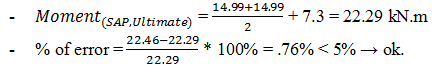 - Moment(SAP,Ultimate) = 14.99+14.99 / 2 + 7.3 = 22.29 kN.m
- % of error = 22.46−22.29 / 22.29 * 100% = .76% < 5% → ok.